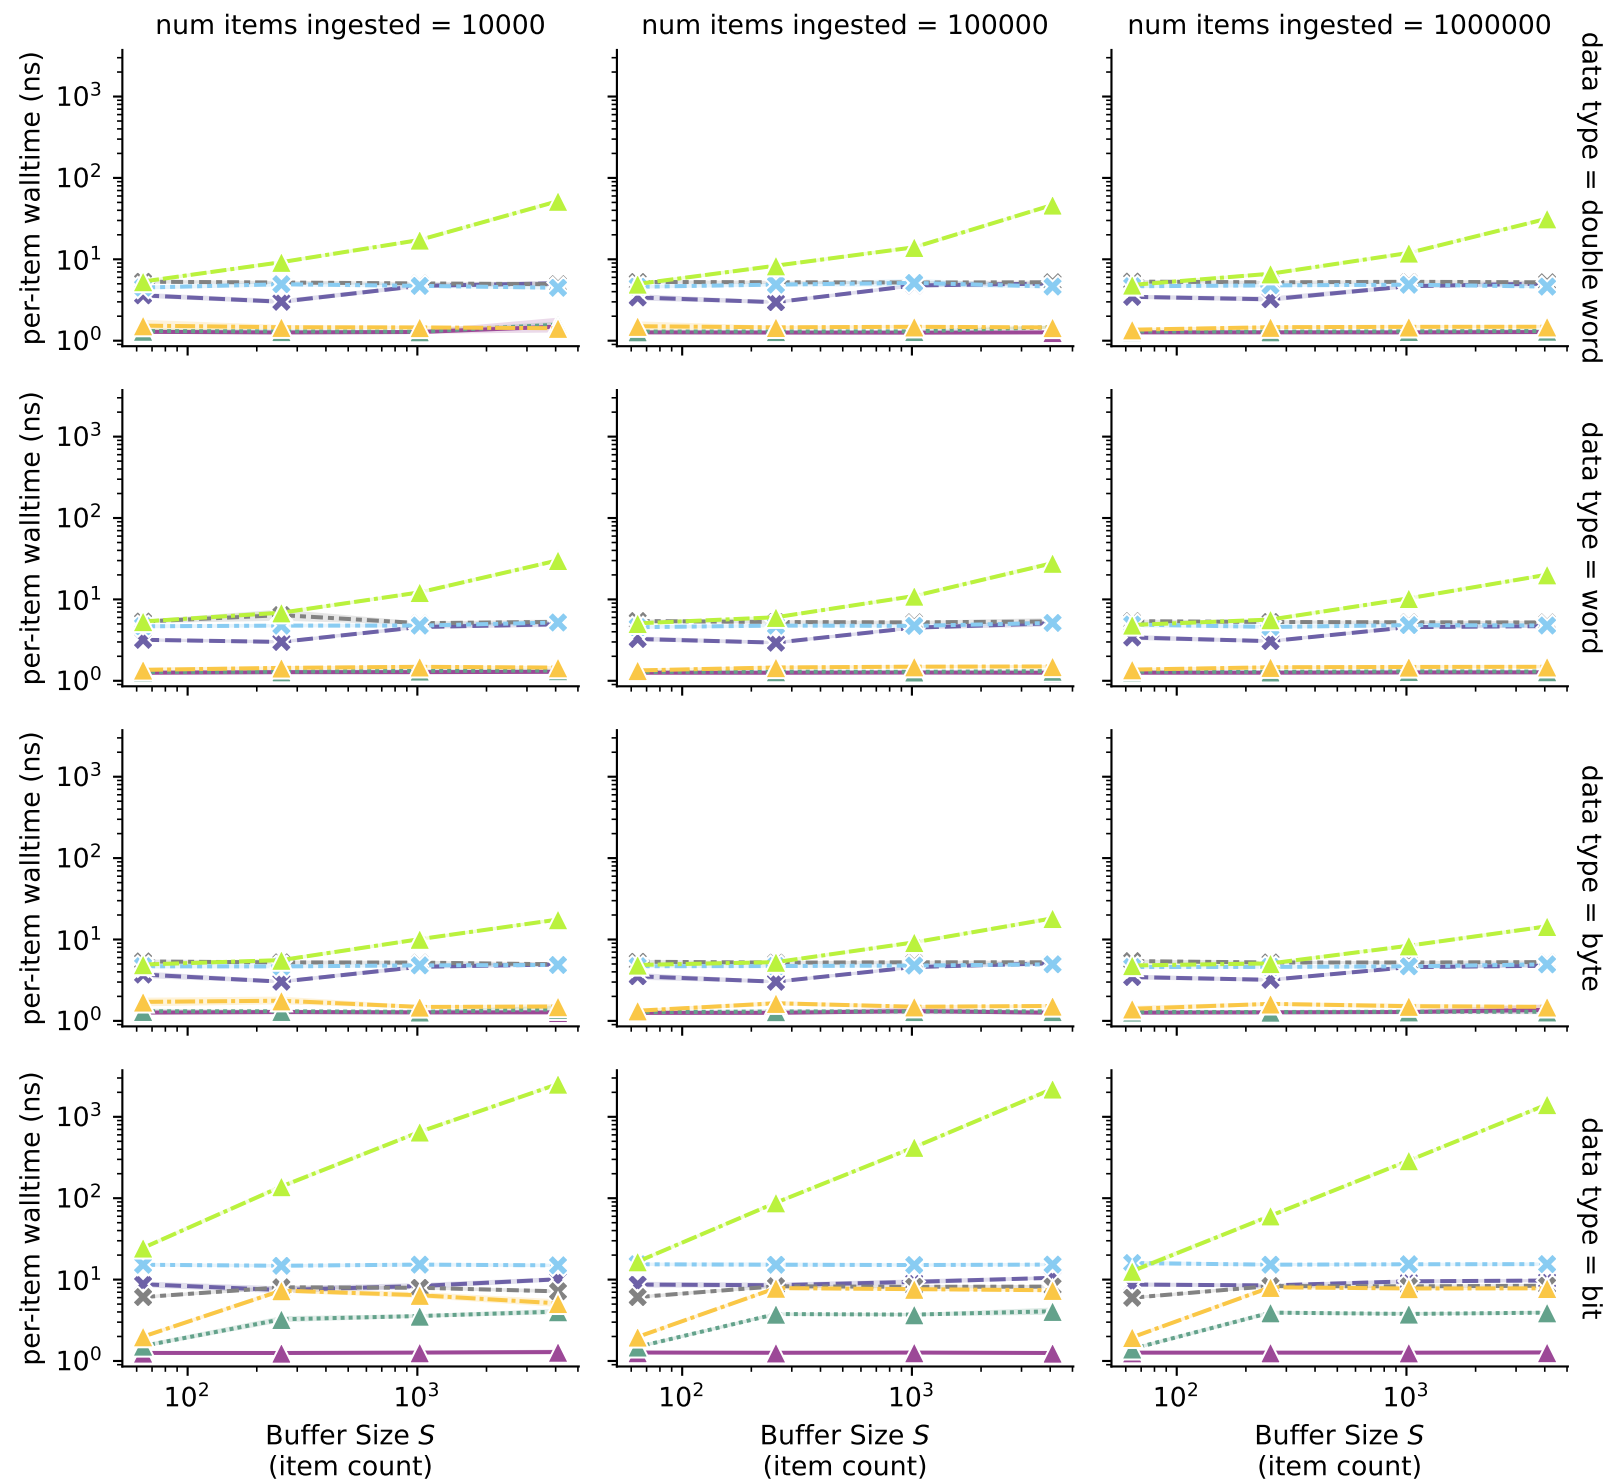 num items ingested = 10000
num items ingested = 100000
num items ingested = 1000000
per-item walltime (ns)
10³
10²
10¹
10⁰
data type = double word
per-item walltime (ns)
10³
10²
10¹
10⁰
data type = word
per-item walltime (ns)
10³
10²
10¹
10⁰
data type = byte
per-item walltime (ns)
10³
10²
10¹
10⁰
data type = bit
10² 10³
10² 10³
10² 10³
Buffer Size S
(item count)
Buffer Size S
(item count)
Buffer Size S
(item count)